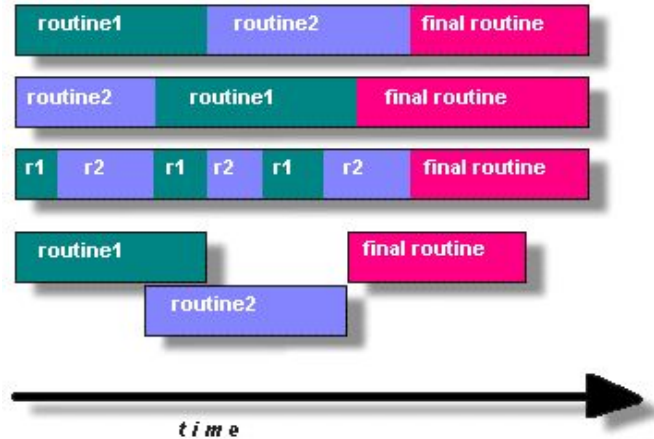 routine1 routine2 final routine
routine2 routine1 final routine
r1 r2 r1 r2 r1 r2 final routine
routine1 final routine
routine2
time